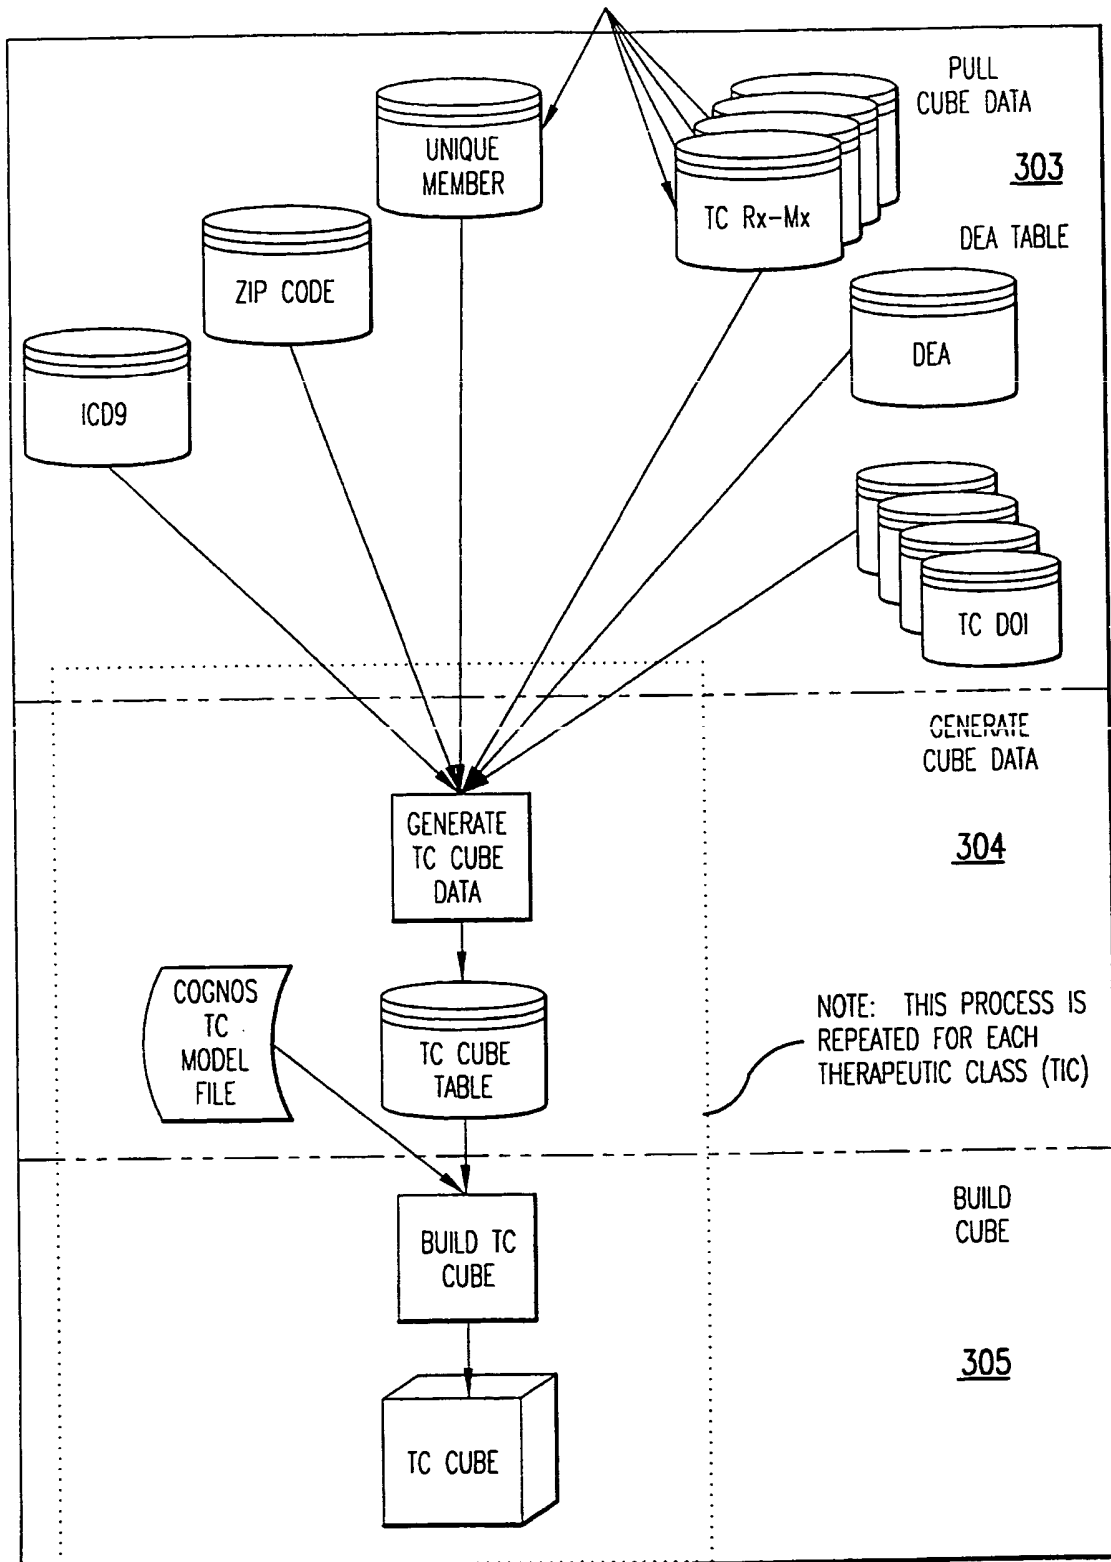 PULL
CUBE DATA
303
UNIQUE
MEMBER
TC Rx-Mx
DEA TABLE
ZIP CODE
DEA
ICD9
TC DOI
GENERATE
CUBE DATA
304
GENERATE
TC CUBE
DATA
COGNOS
TC
MODEL
FILE
TC CUBE
TABLE
NOTE: THIS PROCESS IS
REPEATED FOR EACH
THERAPEUTIC CLASS (TIC)
BUILD
CUBE
BUILD TC
CUBE
305
TC CUBE